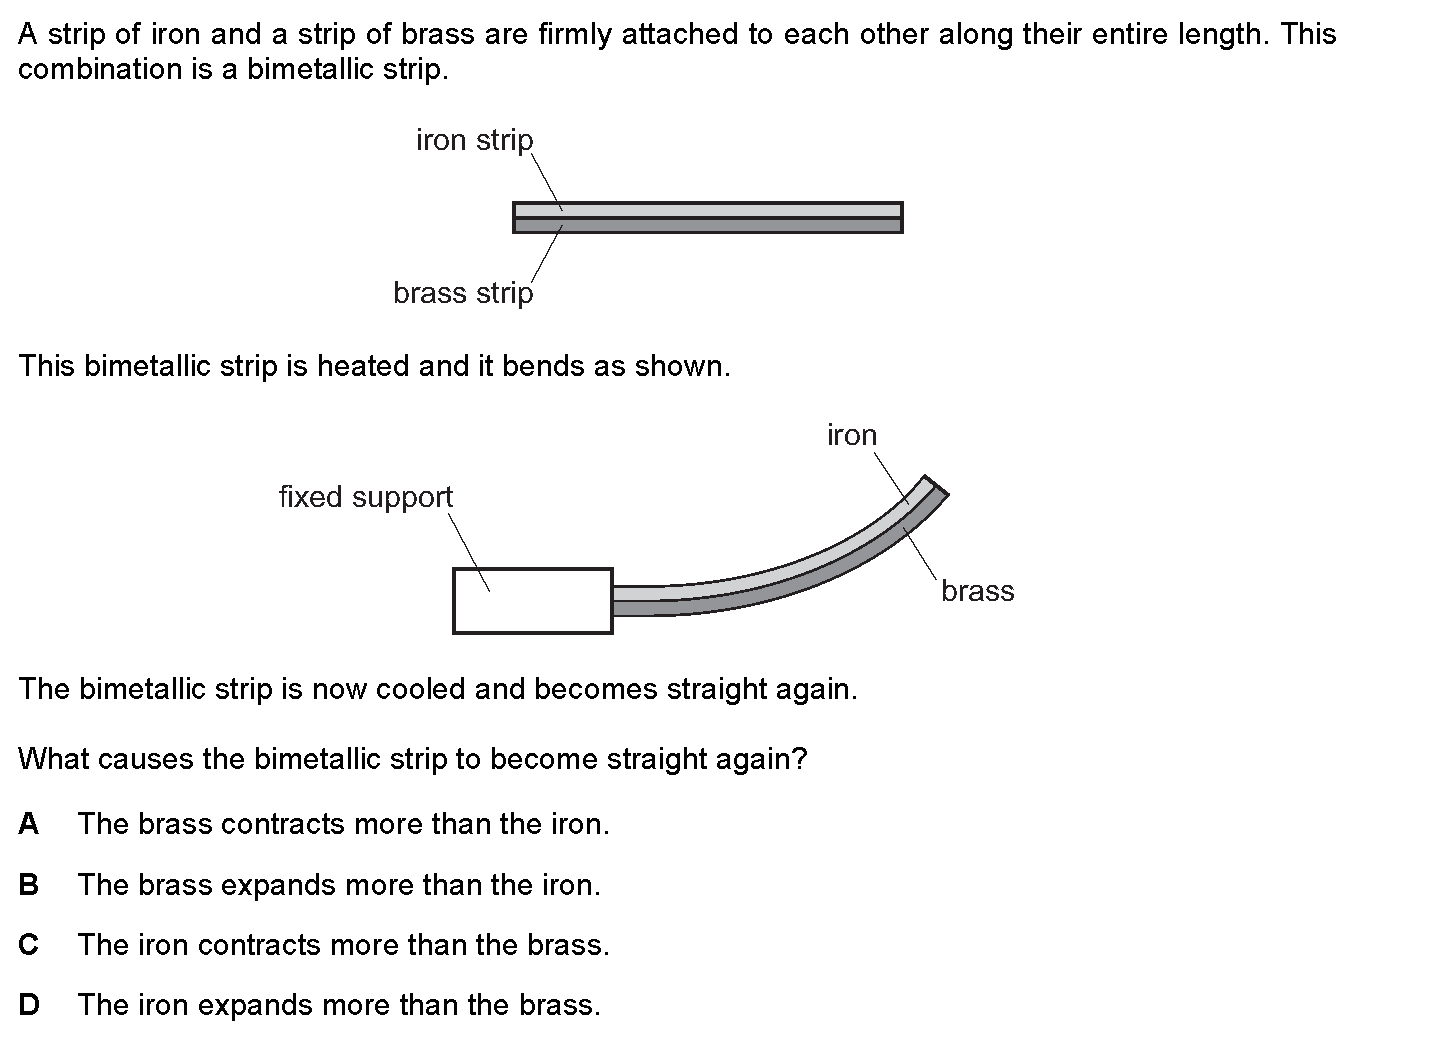 A strip of iron and a strip of brass are firmly attached to each other along their entire length. This
combination is a bimetallic strip.
iron strip
brass strip
This bimetallic strip is heated and it bends as shown.
iron
fixed support
brass
The bimetallic strip is now cooled and becomes straight again.
What causes the bimetallic strip to become straight again?
A The brass contracts more than the iron.
B The brass expands more than the iron.
C The iron contracts more than the brass.
D The iron expands more than the brass.